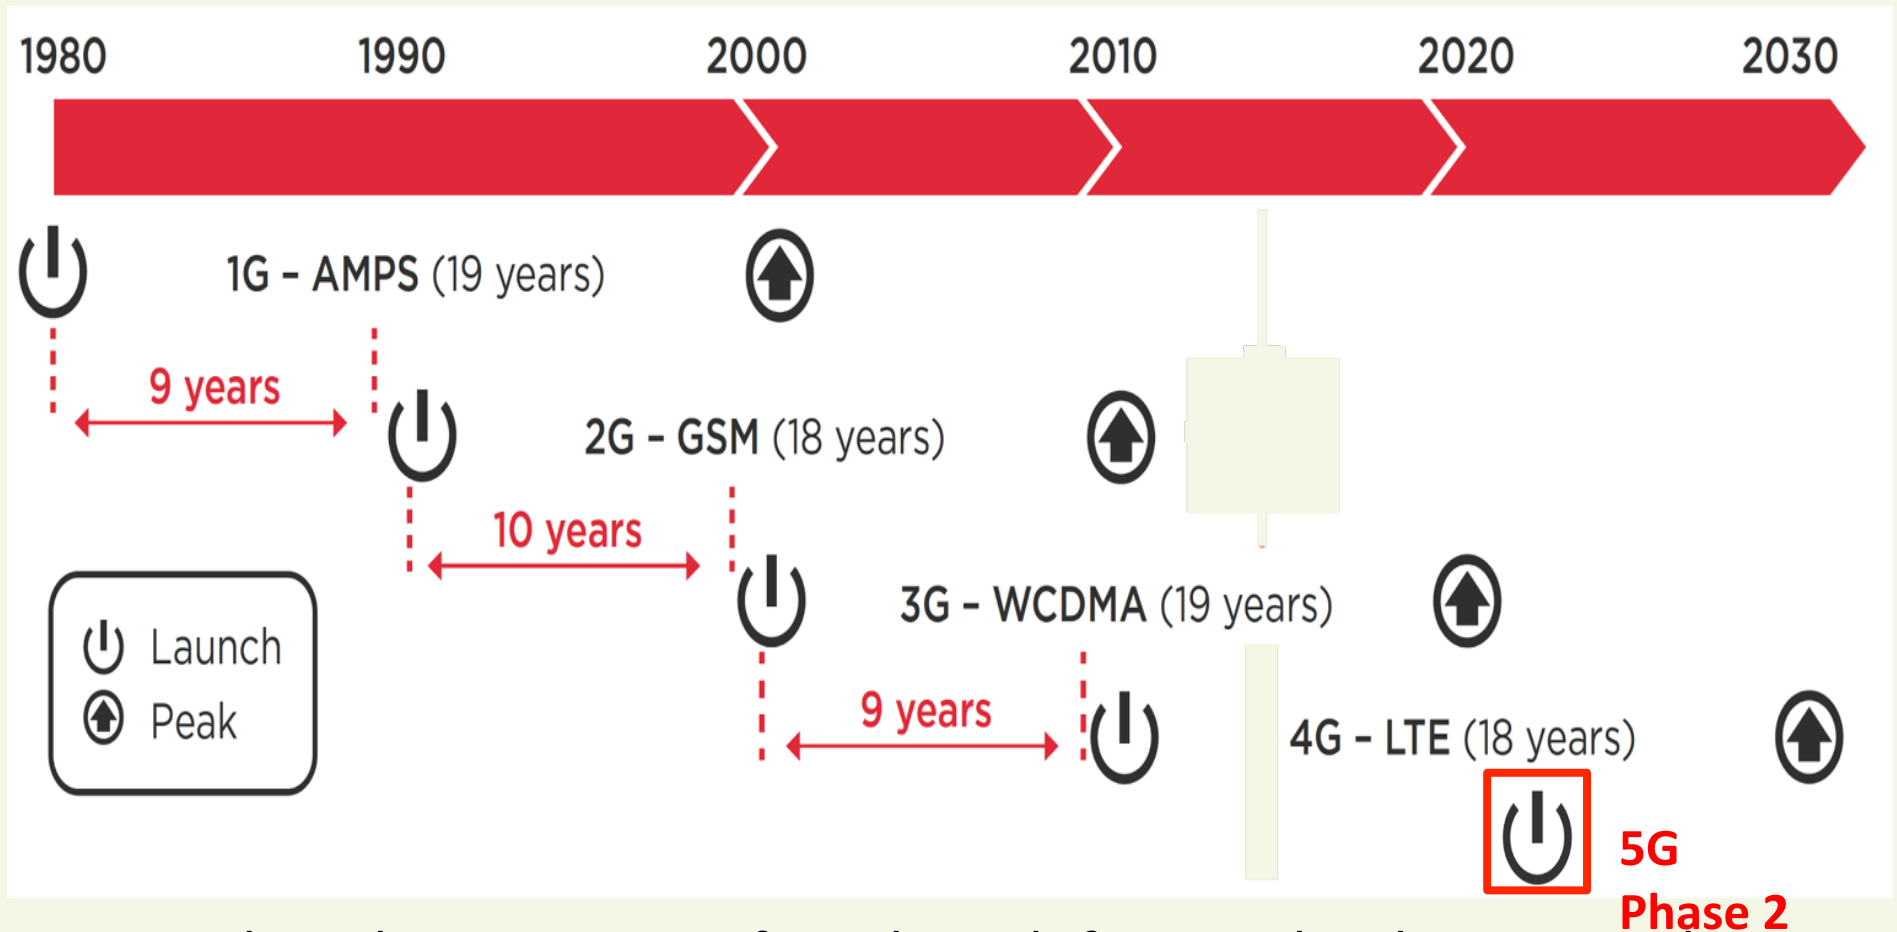 1980 1990 2000 2010 2020 2030
1G – AMPS (19 years)
9 years
2G – GSM (18 years)
10 years
3G – WCDMA (19 years)
Launch
Peak
9 years
4G – LTE (18 years)
5G
Phase 2